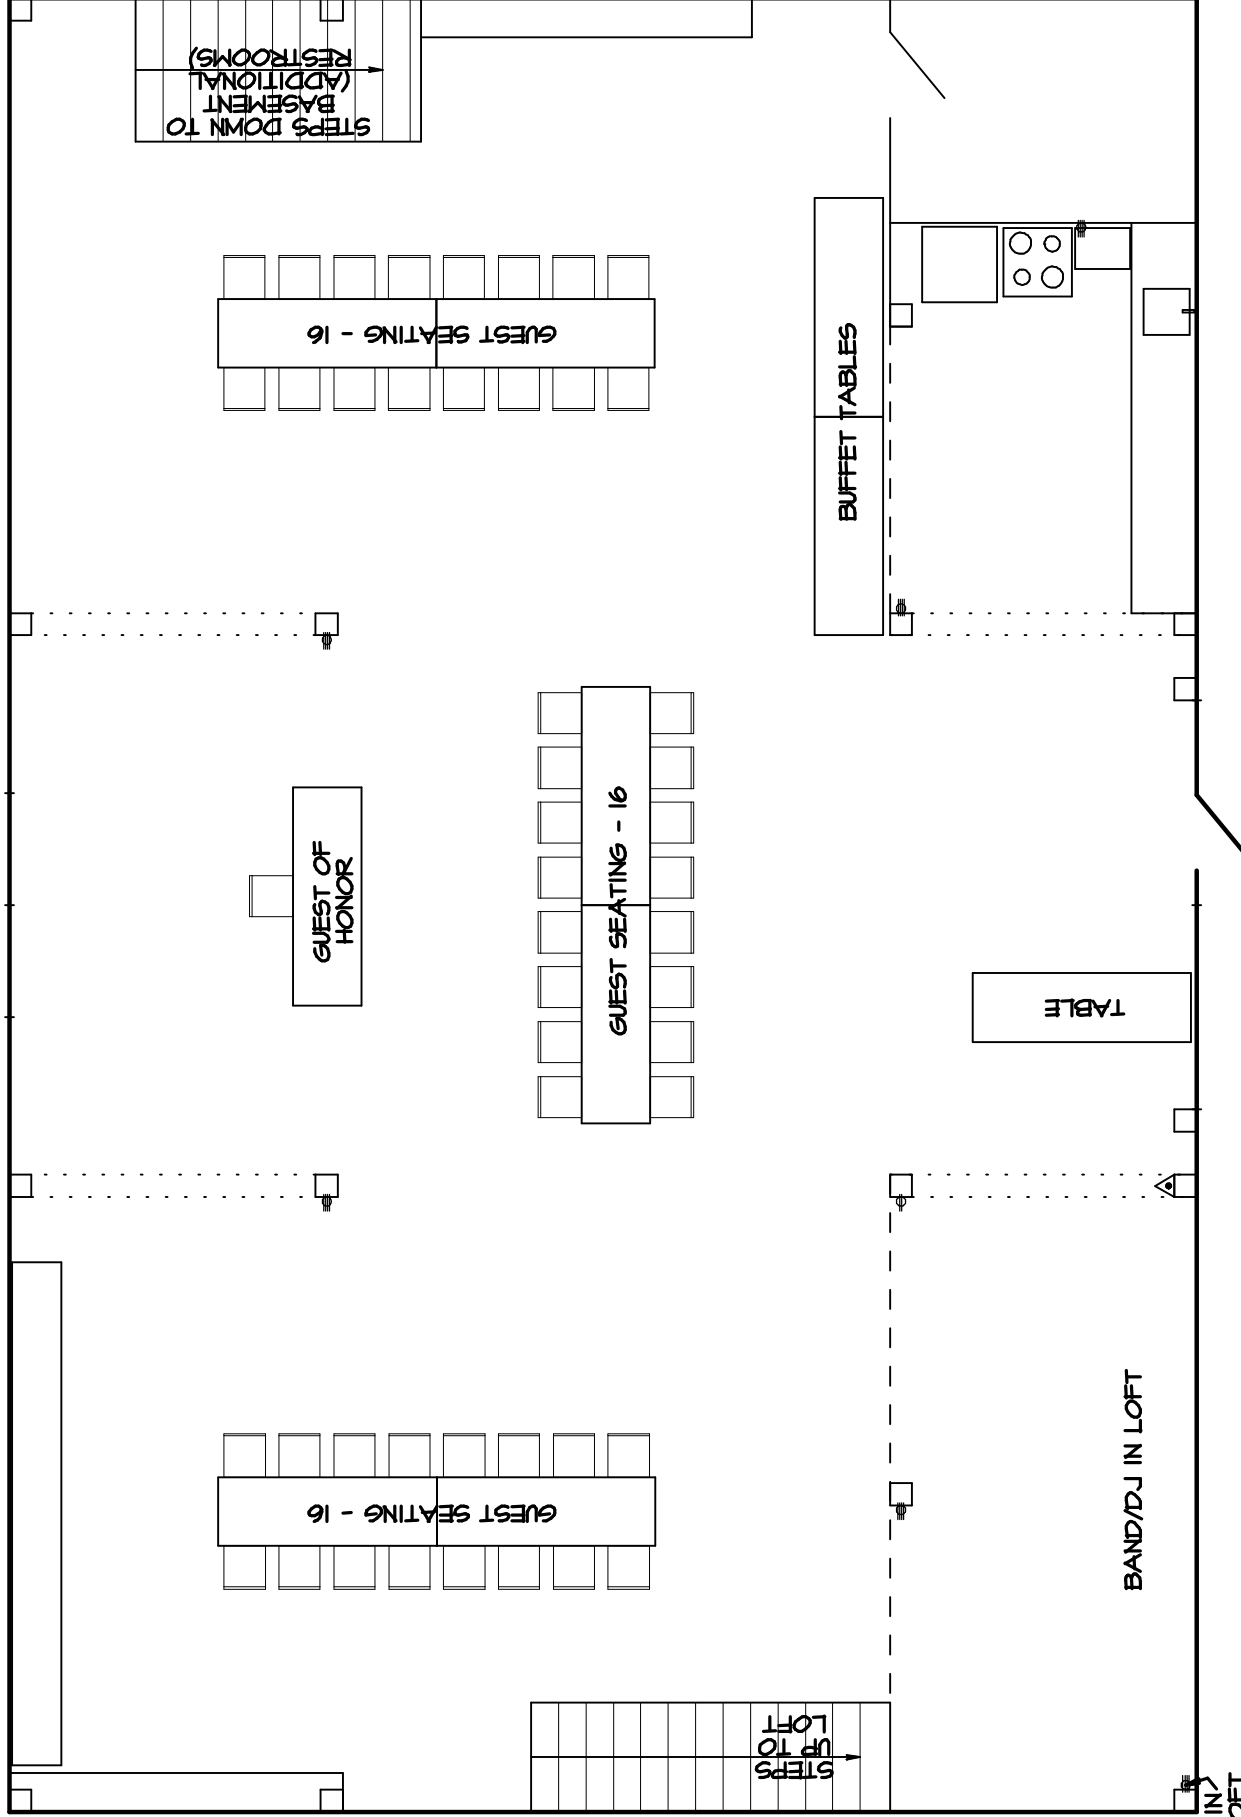 STEPS DOWN TO
BASEMENT
(ADDITIONAL
RESTROOMS)
GUEST SEATING - 16
BUFFET TABLES
GUEST OF
HONOR
GUEST SEATING - 16
TABLE
GUEST SEATING - 16
BAND/DJ IN LOFT
STEPS
UP TO
LOFT
IN